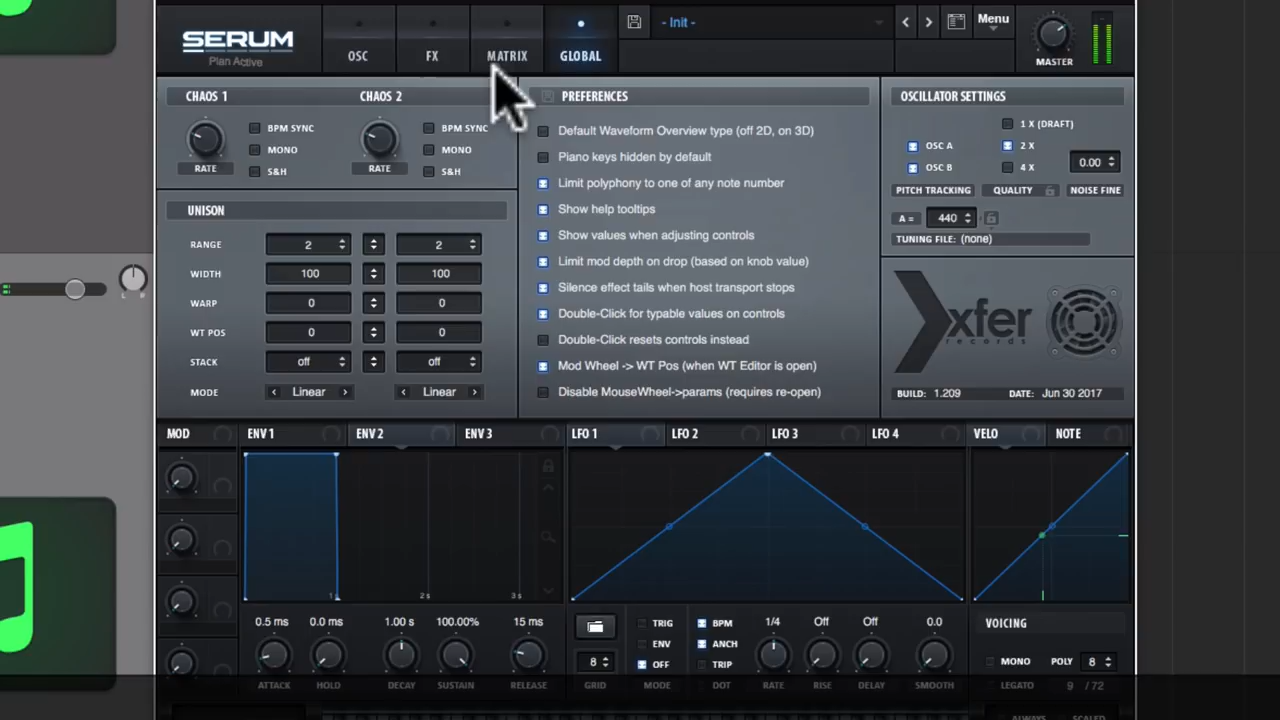 SERUM
Plan Active
OSC
FX
MATRIX
GLOBAL
- Init -
Menu
MASTER
CHAOS 1
CHAOS 2
BPM SYNC
MONO
S&H
RATE
BPM SYNC
MONO
S&H
RATE
UNISON
RANGE 2 2
WIDTH 100 100
WARP 0 0
WT POS 0 0
STACK off off
MODE < Linear > < Linear >
PREFERENCES
Default Waveform Overview type (off 2D, on 3D)
Piano keys hidden by default
Limit polyphony to one of any note number
Show help tooltips
Show values when adjusting controls
Limit mod depth on drop (based on knob value)
Silence effect tails when host transport stops
Double-Click for typable values on controls
Double-Click resets controls instead
Mod Wheel -> WT Pos (when WT Editor is open)
Disable MouseWheel->params (requires re-open)
OSCILLATOR SETTINGS
OSC A
OSC B
1 X (DRAFT)
2 X
4 X
0.00
PITCH TRACKING QUALITY NOISE FINE
A = 440
TUNING FILE: (none)
xfer
records
BUILD: 1.209 DATE: Jun 30 2017
MOD ENV 1 ENV 2 ENV 3 LFO 1 LFO 2 LFO 3 LFO 4 VELO NOTE
1s 2s 3s
0.5 ms 0.0 ms 1.00 s 100.00% 15 ms
ATTACK HOLD DECAY SUSTAIN RELEASE
8
GRID
TRIG
ENV
OFF
MODE
BPM
ANCH
TRIP
DOT
1/4 Off Off 0.0
RATE RISE DELAY SMOOTH
VOICING
MONO POLY 8
LEGATO 9 / 72
ALWAYS SCALED
L R